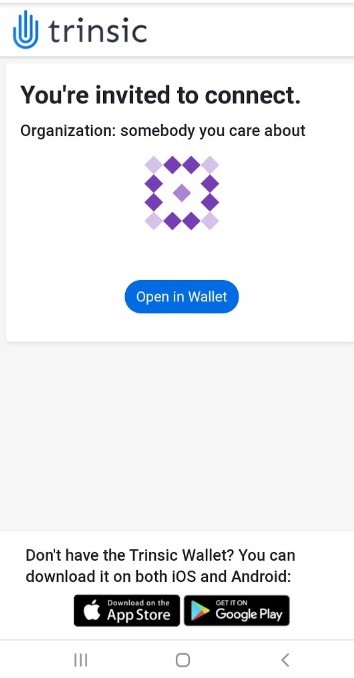 trinsic
You're invited to connect.
Organization: somebody you care about
Open in Wallet
Don't have the Trinsic Wallet? You can
download it on both iOS and Android:
Download on the
App Store
GET IT ON
Google Play